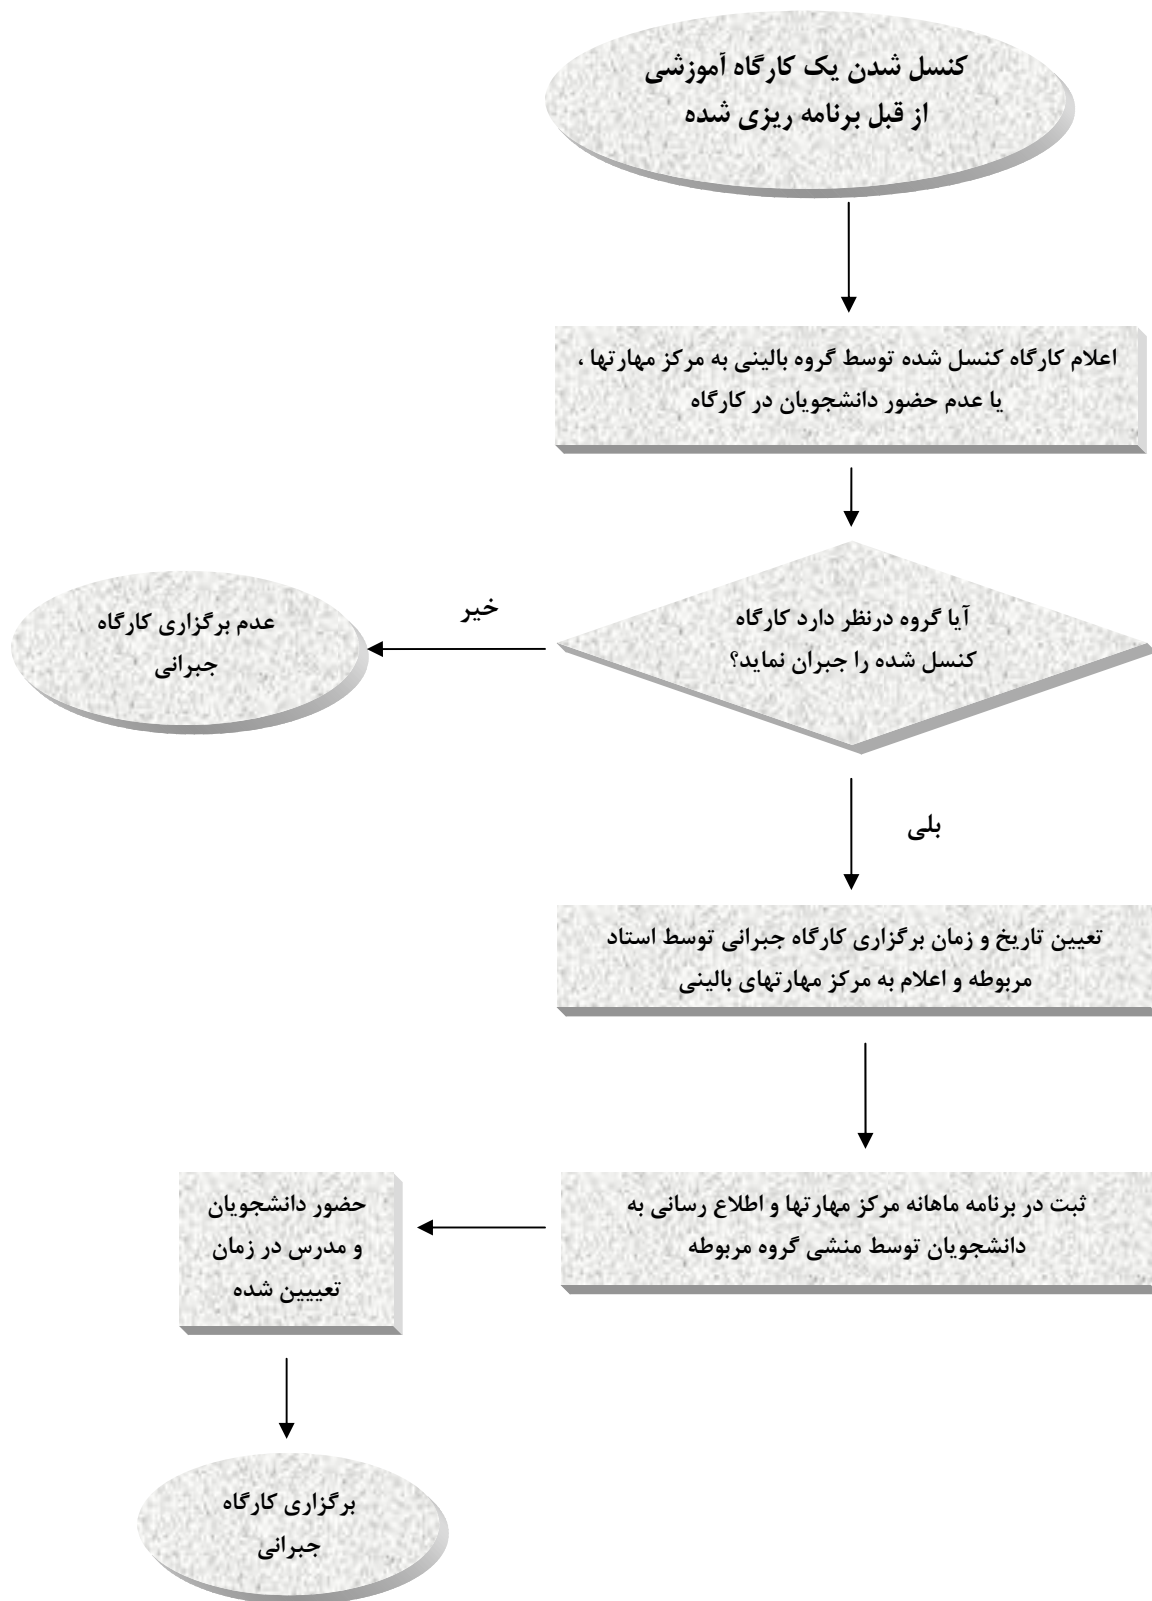 کنسل شدن یک کارگاه آموزشی
از قبل برنامه ریزی شده
اعلام کارگاه کنسل شده توسط گروه بالینی به مرکز مهارتها ،
یا عدم حضور دانشجویان در کارگاه
آیا گروه درنظر دارد کارگاه
کنسل شده را جبران نماید؟
خیر
عدم برگزاری کارگاه
جبرانی
بلی
تعیین تاریخ و زمان برگزاری کارگاه جبرانی توسط استاد
مربوطه و اعلام به مرکز مهارتهای بالینی
ثبت در برنامه ماهانه مرکز مهارتها و اطلاع رسانی به
دانشجویان توسط منشی گروه مربوطه
حضور دانشجویان
و مدرس در زمان
تعییین شده
برگزاری کارگاه
جبرانی